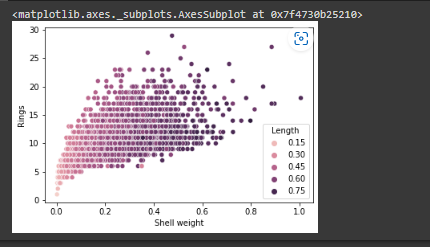 <matplotlib.axes._subplots.AxesSubplot at 0x7f4730b25210>
30
25
20
15
10
5
0
Rings
Length
0.15
0.30
0.45
0.60
0.75
0.0 0.2 0.4 0.6 0.8 1.0
Shell weight